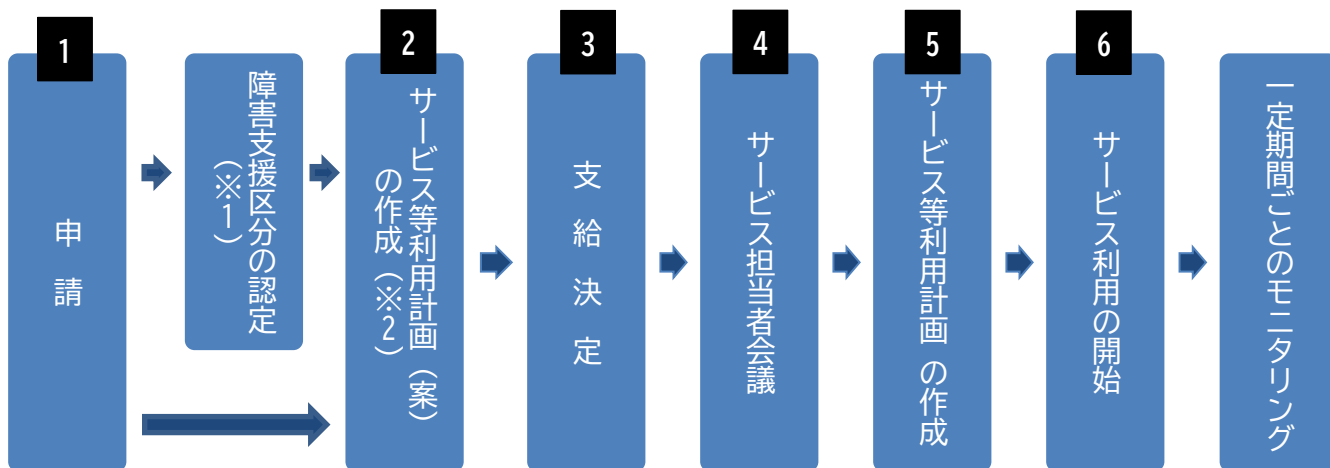 1
申請
障害支援区分の認定
（※1）
2
サービス等利用計画（案）
の作成（※2）
3
支給決定
4
サービス担当者会議
5
サービス等利用計画 の作成
6
サービス利用の開始
一定期間ごとのモニタリング